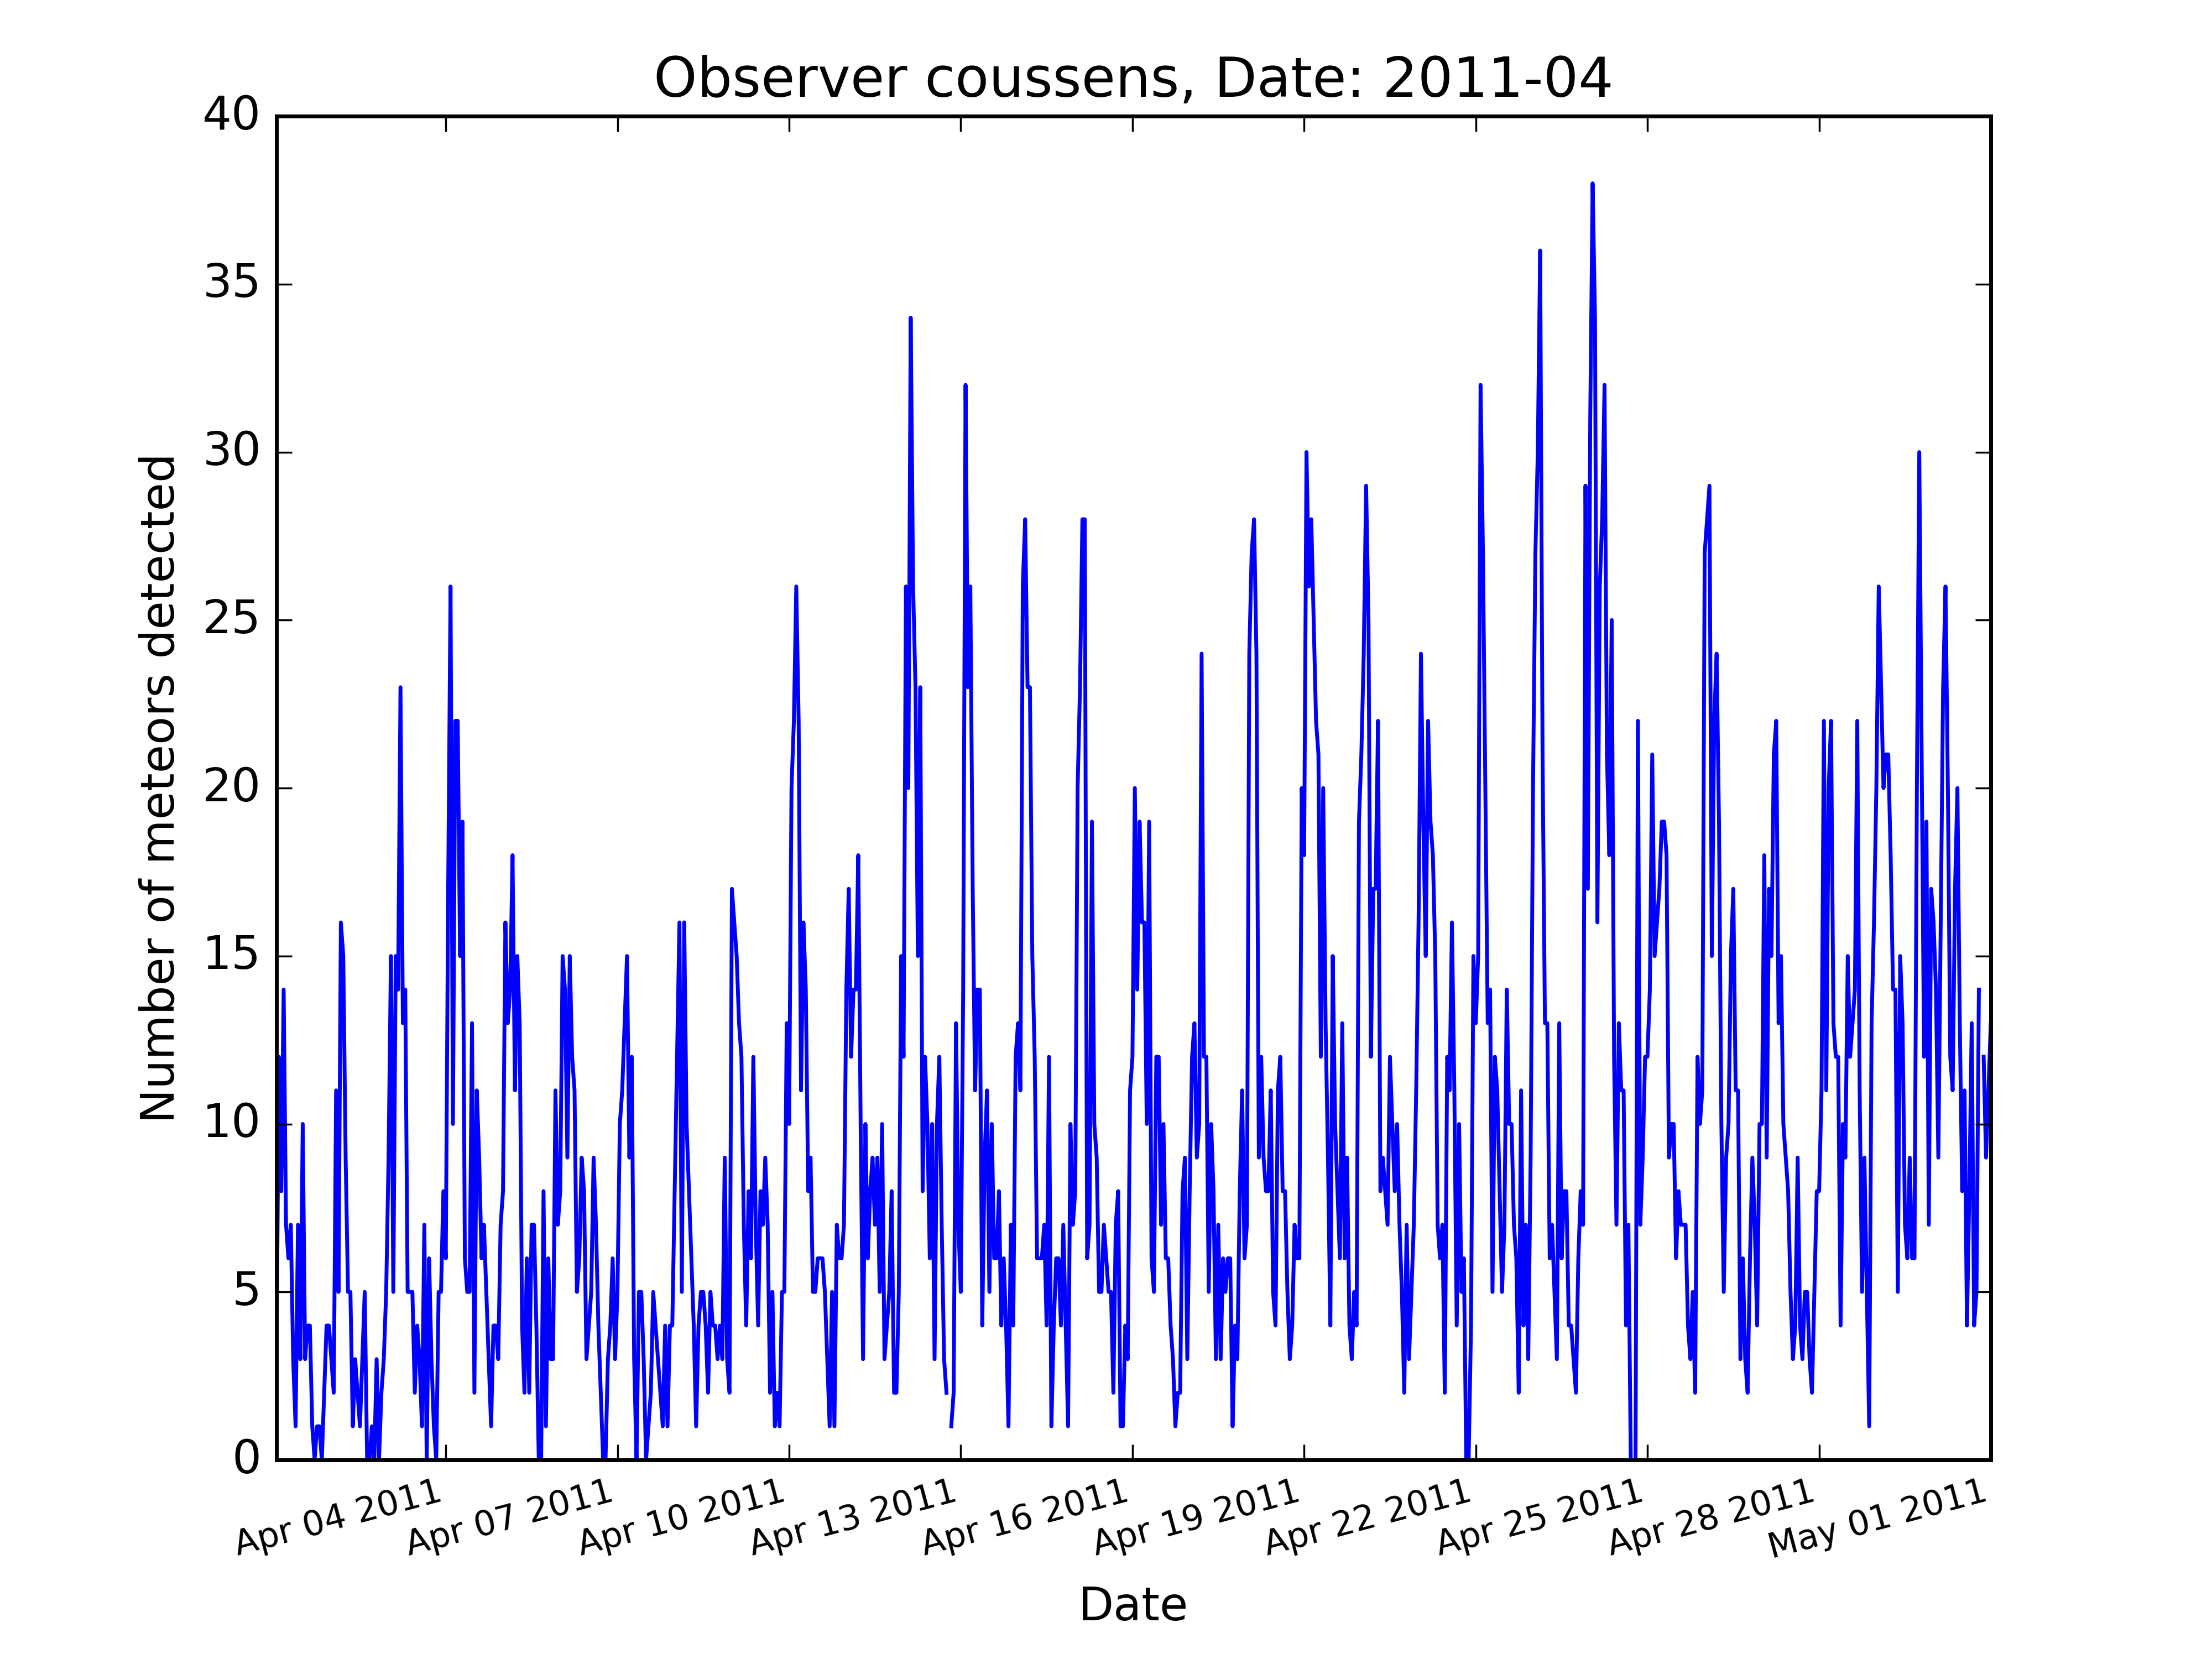 Observer coussens, Date: 2011-04
40
35
30
25
20
15
10
5
0
Number of meteors detected
Apr 04 2011
Apr 07 2011
Apr 10 2011
Apr 13 2011
Apr 16 2011
Apr 19 2011
Apr 22 2011
Apr 25 2011
Apr 28 2011
May 01 2011
Date